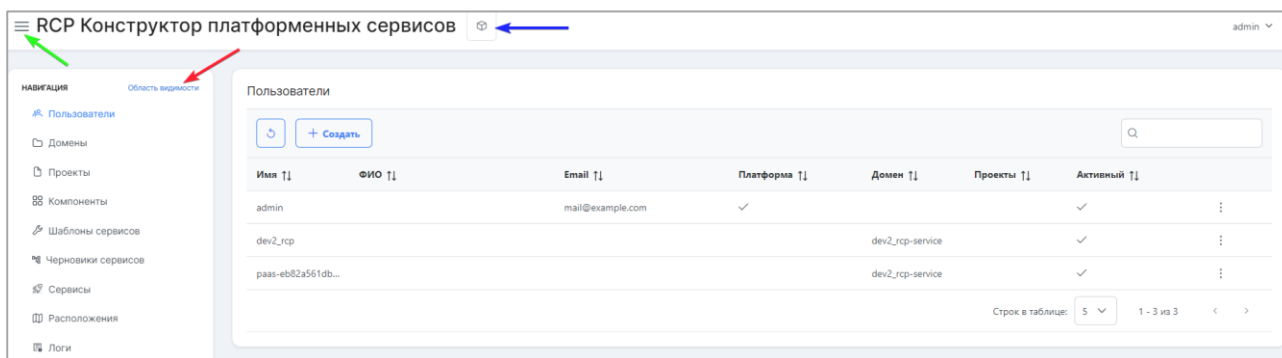 RCP Конструктор платформенных сервисов
admin
НАВИГАЦИЯ Область видимости
Пользователи
Домены
Проекты
Компоненты
Шаблоны сервисов
Черновики сервисов
Сервисы
Расположения
Логи
Пользователи
+ Создать
Имя ФИО Email Платформа Домен Проекты Активный
admin mail@example.com
dev2_rcp dev2_rcp-service
paas-eb82a561db... dev2_rcp-service
Строк в таблице: 5 1 - 3 из 3